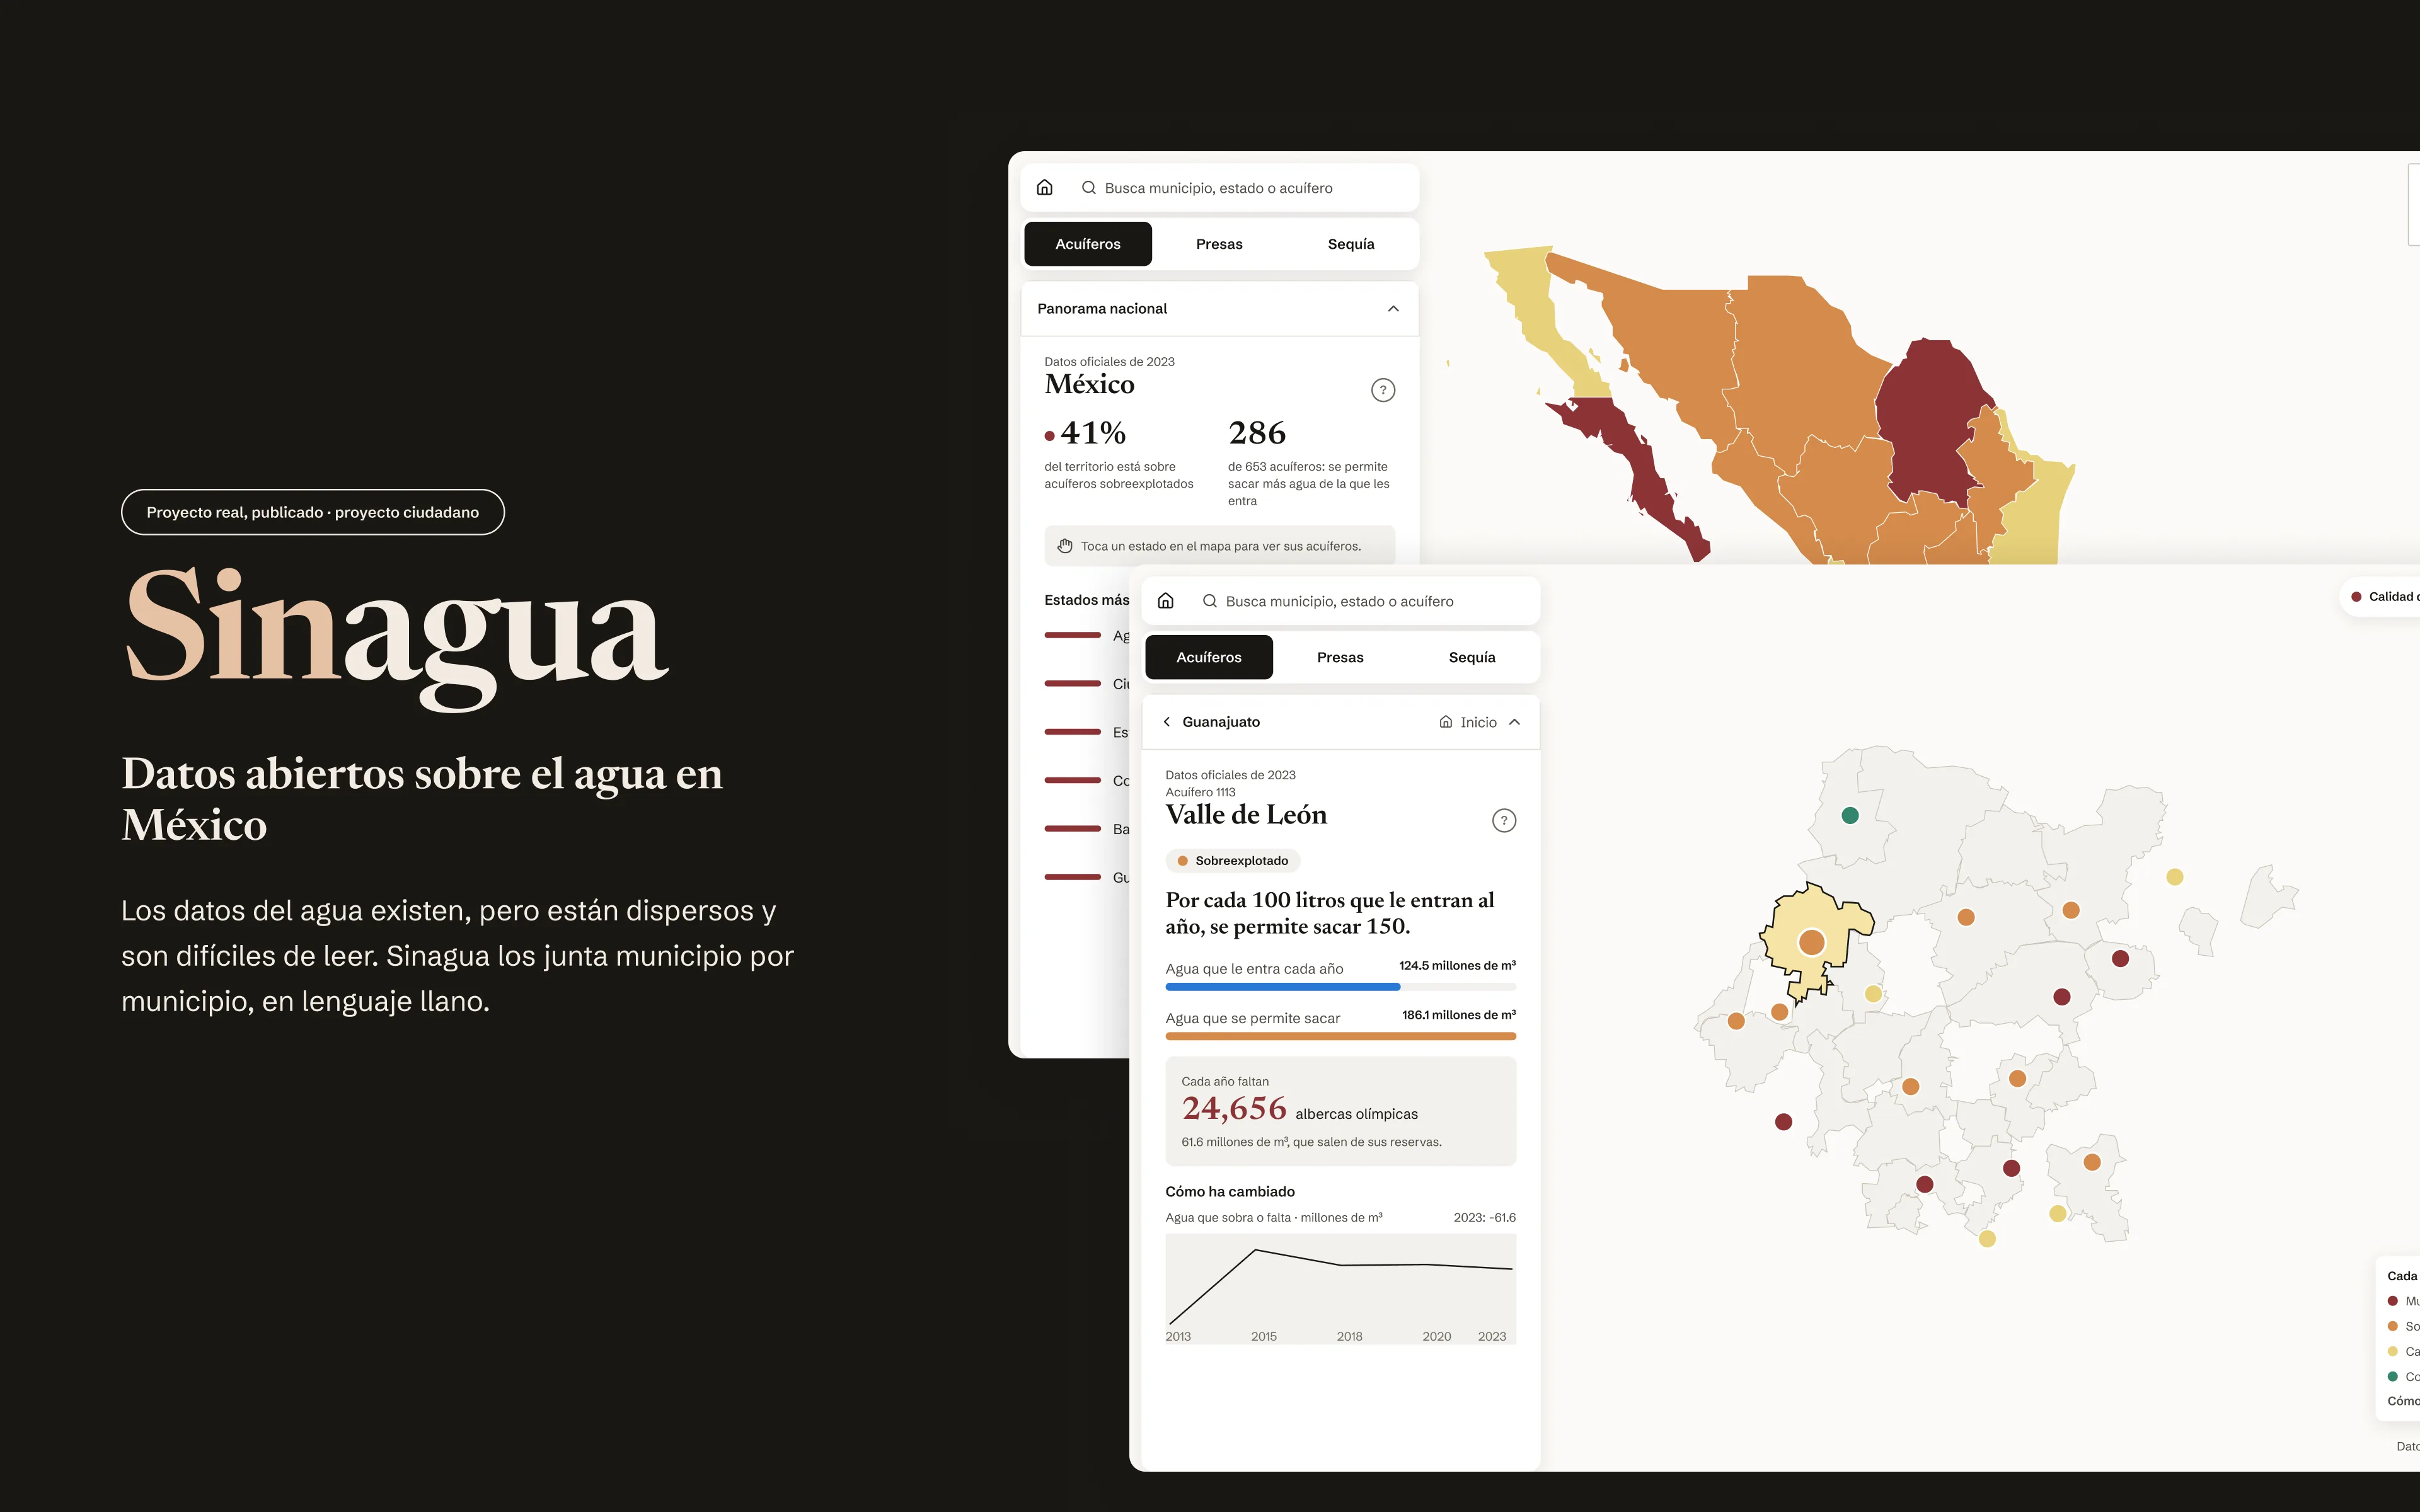 Proyecto real, publicado · proyecto ciudadano
Sinagua
Datos abiertos sobre el agua en
México
Los datos del agua existen, pero están dispersos y
son difíciles de leer. Sinagua los junta municipio por
municipio, en lenguaje llano.
Busca municipio, estado o acuífero
Acuíferos Presas Sequía
Panorama nacional
Datos oficiales de 2023
México
?
41% 286
del territorio está sobre
acuíferos sobreexplotados
de 653 acuíferos: se permite
sacar más agua de la que les
entra
Toca un estado en el mapa para ver sus acuíferos.
Estados más
Busca municipio, estado o acuífero
Acuíferos Presas Sequía
Guanajuato Inicio
Datos oficiales de 2023
Acuífero 1113
Valle de León
?
Sobreexplotado
Por cada 100 litros que le entran al
año, se permite sacar 150.
Agua que le entra cada año 124.5 millones de m³
Agua que se permite sacar 186.1 millones de m³
Cada año faltan
24,656 albercas olímpicas
61.6 millones de m³, que salen de sus reservas.
Cómo ha cambiado
Agua que sobra o falta · millones de m³ 2023: -61.6
2013 2015 2018 2020 2023
Calidad
Cada
Cómo